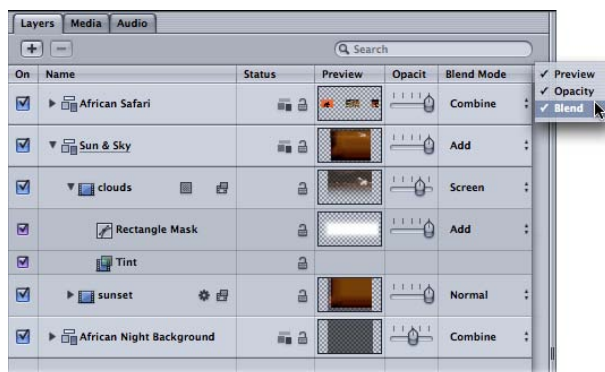 Layers Media Audio
+ − Search
On Name Status Preview Opacit Blend Mode
✓ Preview
✓ Opacity
✓ Blend
African Safari Combine
Sun & Sky Add
clouds Screen
Rectangle Mask Add
Tint
sunset Normal
African Night Background Combine